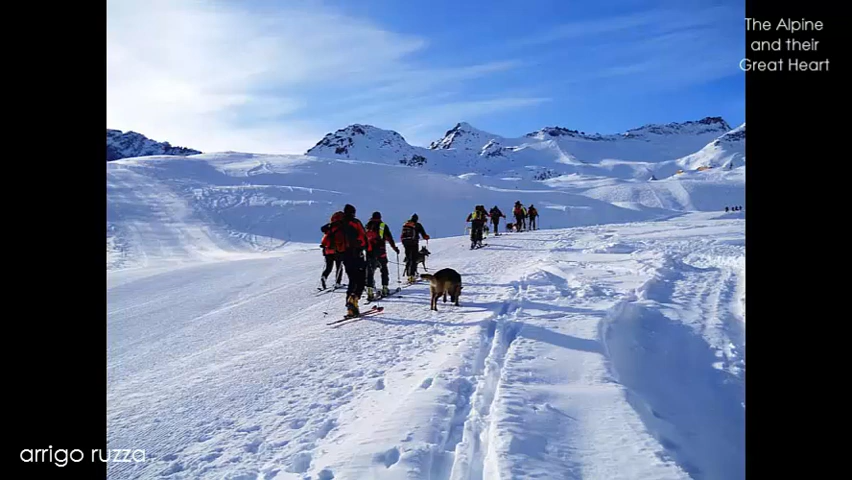 The Alpine
and their
Great Heart
arrigo ruzza